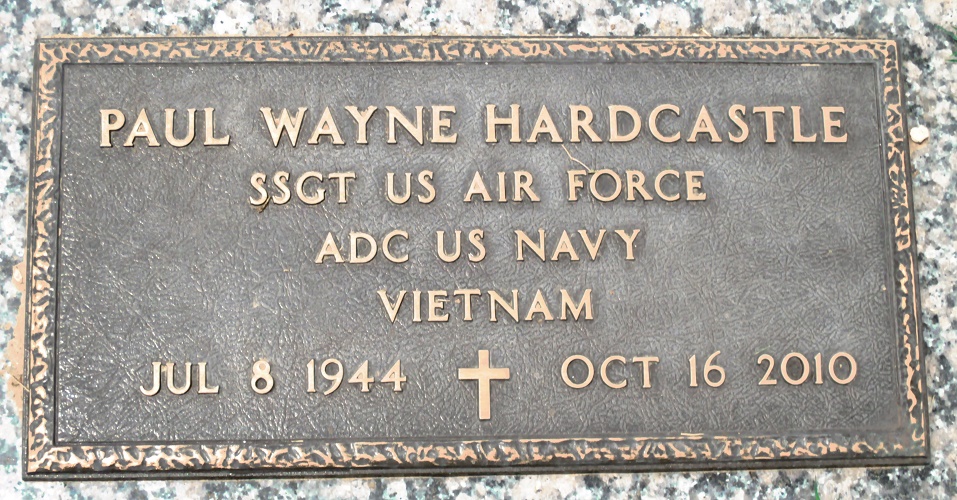 PAUL WAYNE HARDCASTLE
SSGT US AIR FORCE
ADC US NAVY
VIETNAM
JUL 8 1944 OCT 16 2010